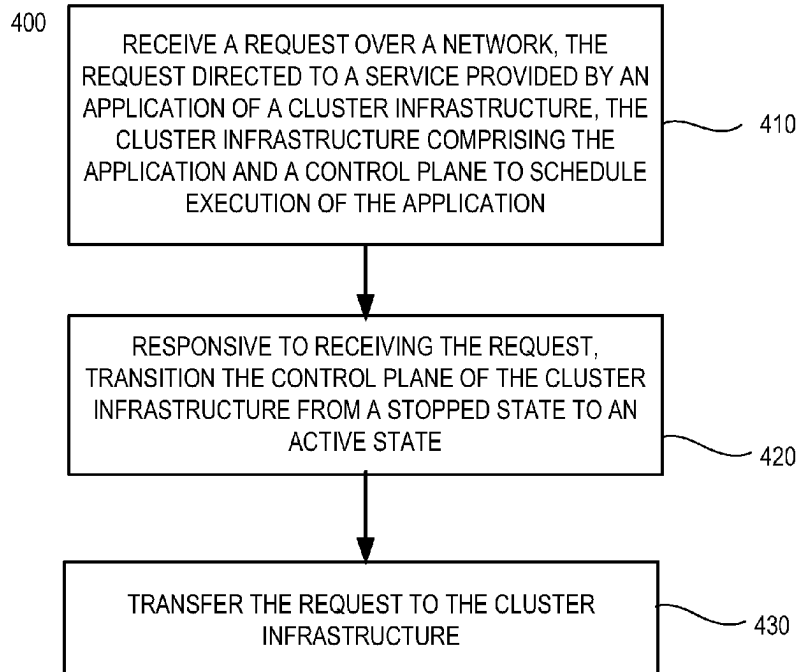 400
RECEIVE A REQUEST OVER A NETWORK, THE
REQUEST DIRECTED TO A SERVICE PROVIDED BY AN
APPLICATION OF A CLUSTER INFRASTRUCTURE, THE
CLUSTER INFRASTRUCTURE COMPRISING THE
APPLICATION AND A CONTROL PLANE TO SCHEDULE
EXECUTION OF THE APPLICATION
410
RESPONSIVE TO RECEIVING THE REQUEST,
TRANSITION THE CONTROL PLANE OF THE CLUSTER
INFRASTRUCTURE FROM A STOPPED STATE TO AN
ACTIVE STATE
420
TRANSFER THE REQUEST TO THE CLUSTER
INFRASTRUCTURE
430